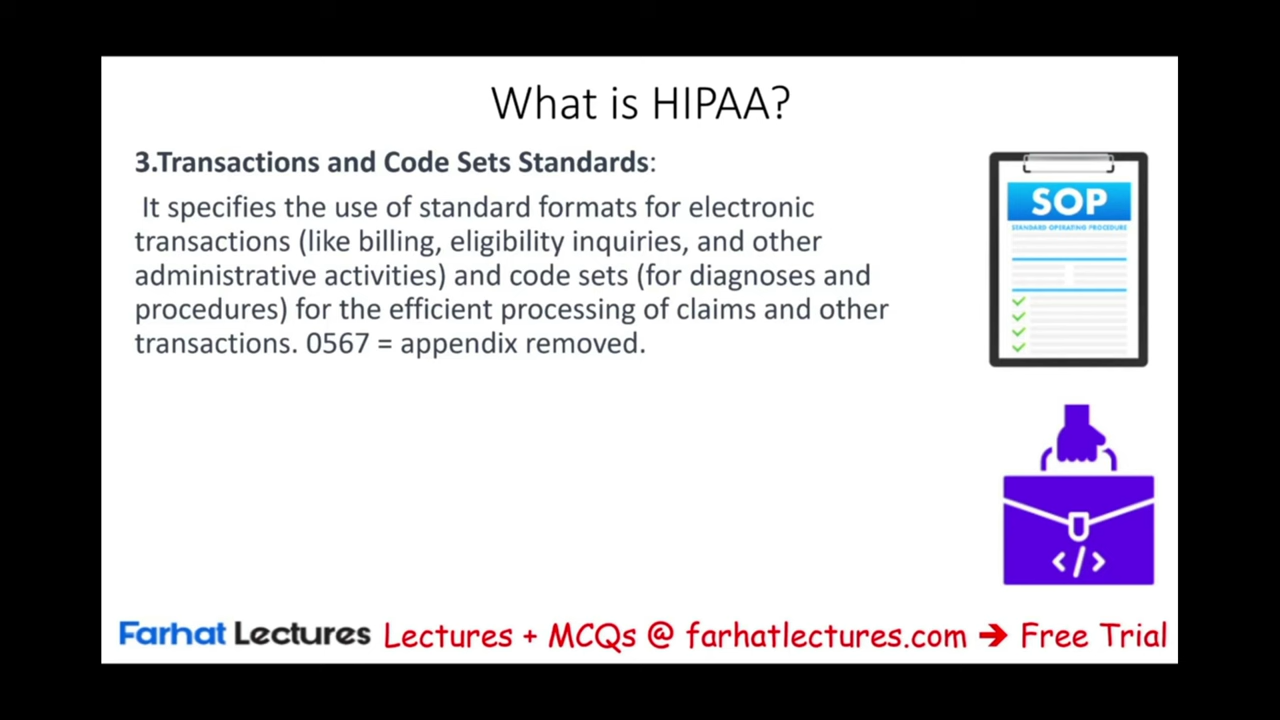 What is HIPAA?
3.Transactions and Code Sets Standards:
It specifies the use of standard formats for electronic
transactions (like billing, eligibility inquiries, and other
administrative activities) and code sets (for diagnoses and
procedures) for the efficient processing of claims and other
transactions. 0567 = appendix removed.
SOP
STANDARD OPERATING PROCEDURE
</>
Farhat Lectures Lectures + MCQs @ farhatlectures.com ➔ Free Trial